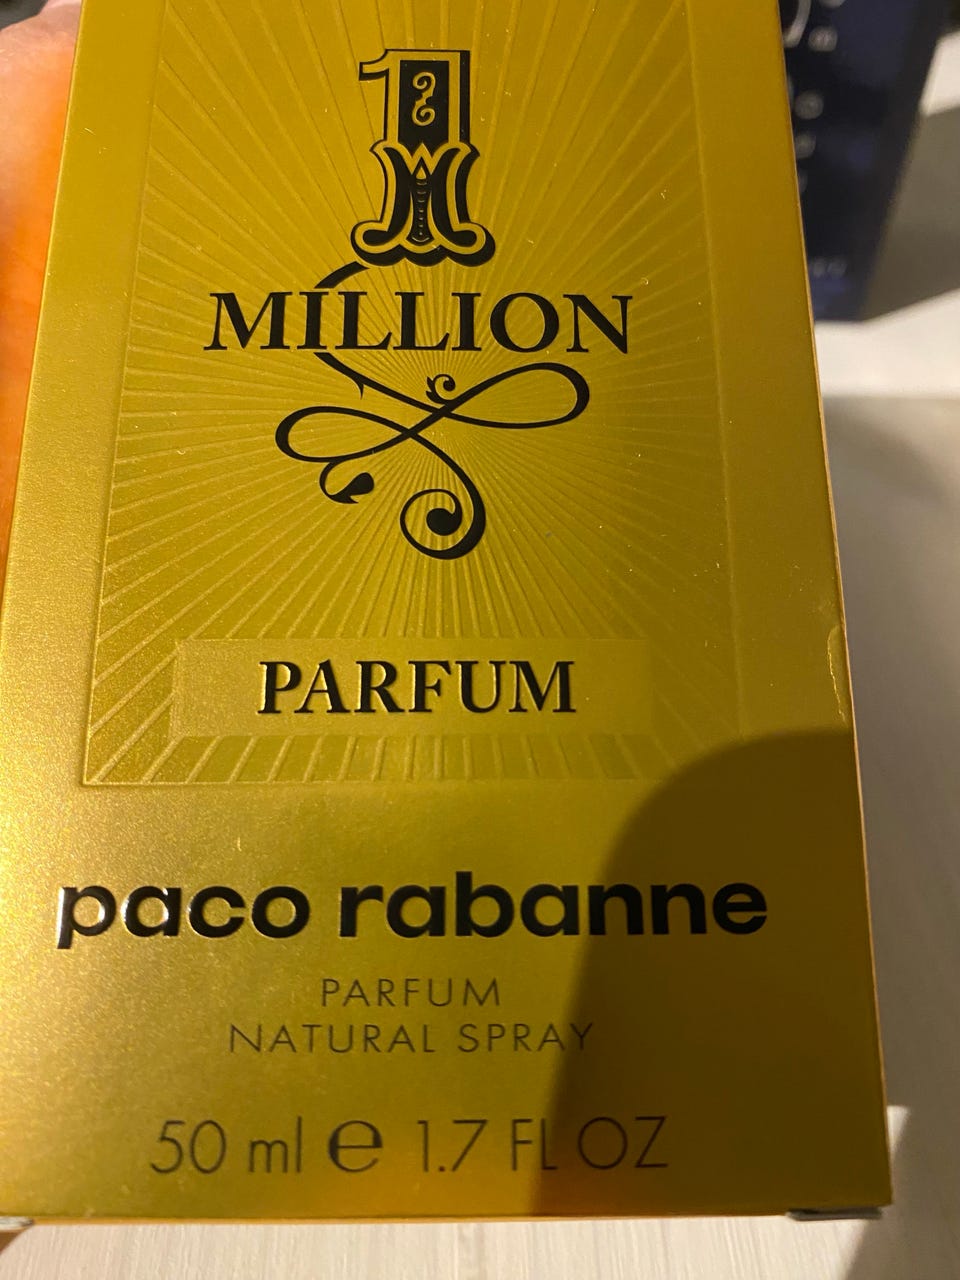 1
MILLION
PARFUM
paco rabanne
PARFUM
NATURAL SPRAY
50 ml e 1.7 FL OZ